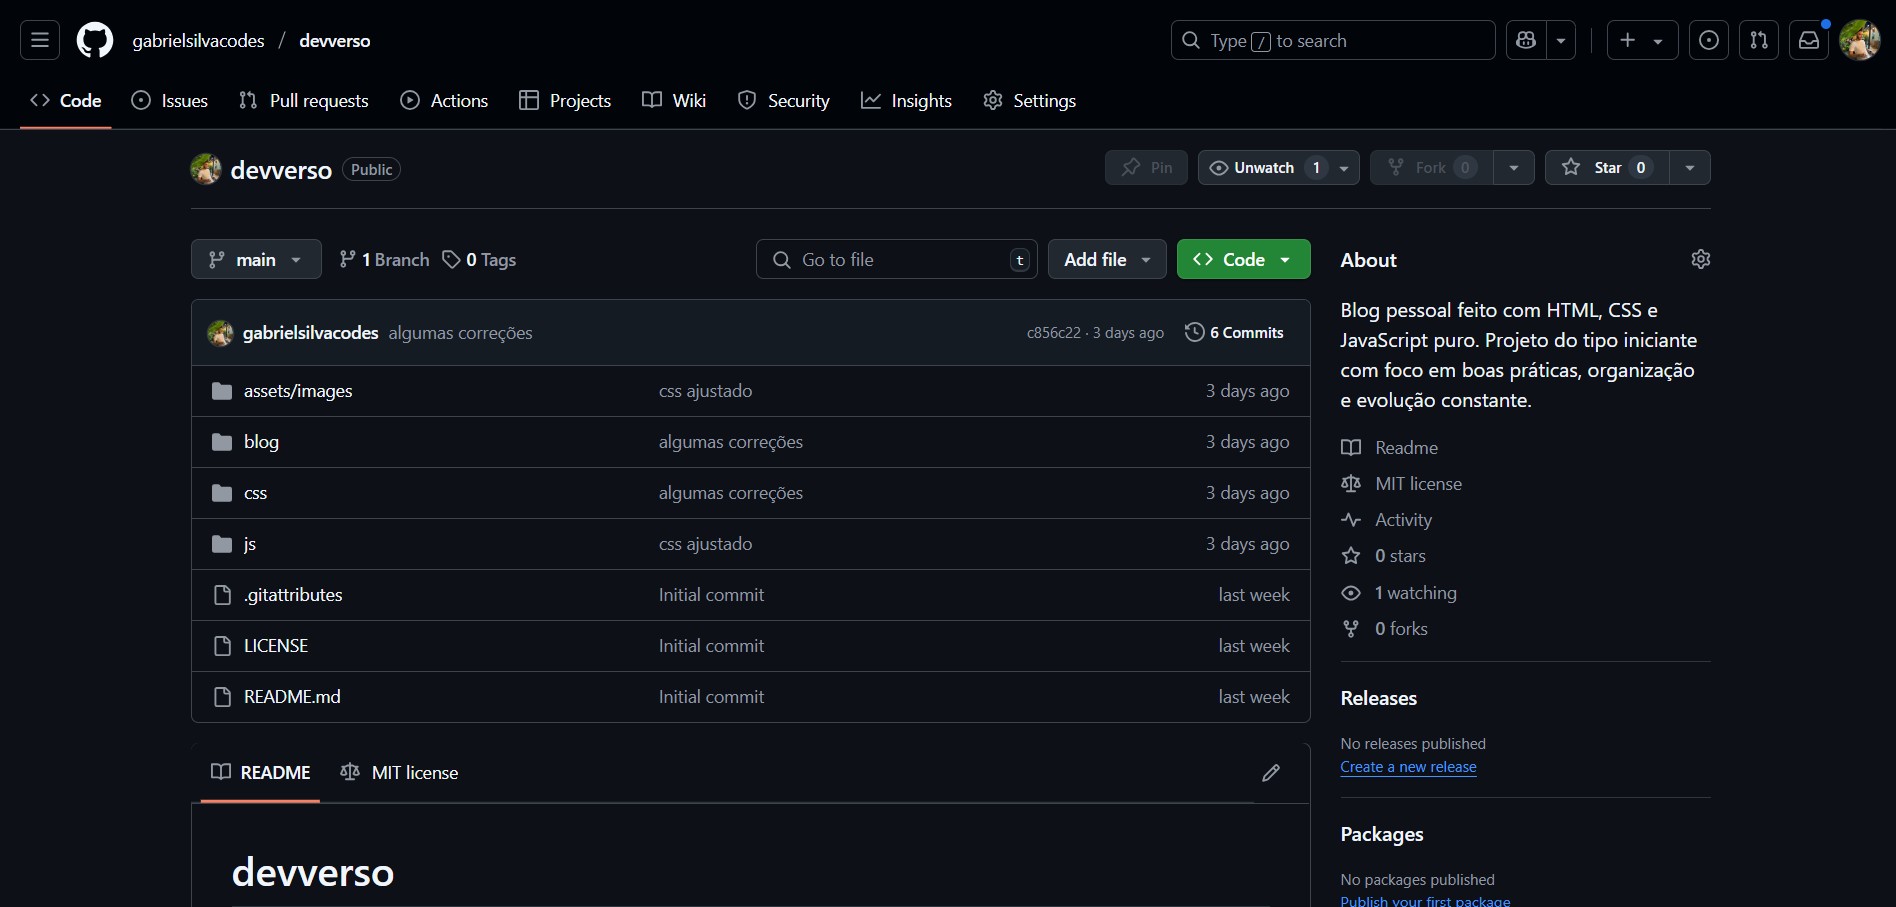 gabrielsilvacodes / devverso
Type / to search
Code Issues Pull requests Actions Projects Wiki Security Insights Settings
devverso Public
Pin Unwatch 1 Fork 0 Star 0
main 1 Branch 0 Tags
Go to file t Add file Code
gabrielsilvacodes algumas correções c856c22 · 3 days ago 6 Commits
assets/images css ajustado 3 days ago
blog algumas correções 3 days ago
css algumas correções 3 days ago
js css ajustado 3 days ago
.gitattributes Initial commit last week
LICENSE Initial commit last week
README.md Initial commit last week
README MIT license
devverso
About
Blog pessoal feito com HTML, CSS e
JavaScript puro. Projeto do tipo iniciante
com foco em boas práticas, organização
e evolução constante.
Readme
MIT license
Activity
0 stars
1 watching
0 forks
Releases
No releases published
Create a new release
Packages
No packages published
Publish your first package